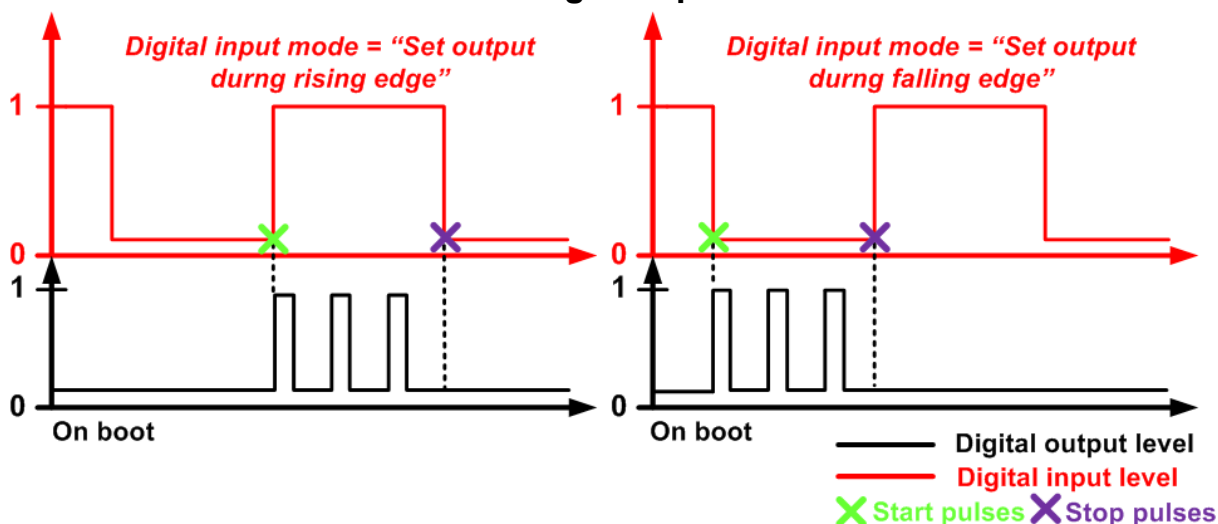 Digital input mode = “Set output
durng rising edge”
Digital input mode = “Set output
durng falling edge”
1
0
1
0
On boot
1
0
1
0
On boot
Digital output level
Digital input level
Start pulses
Stop pulses